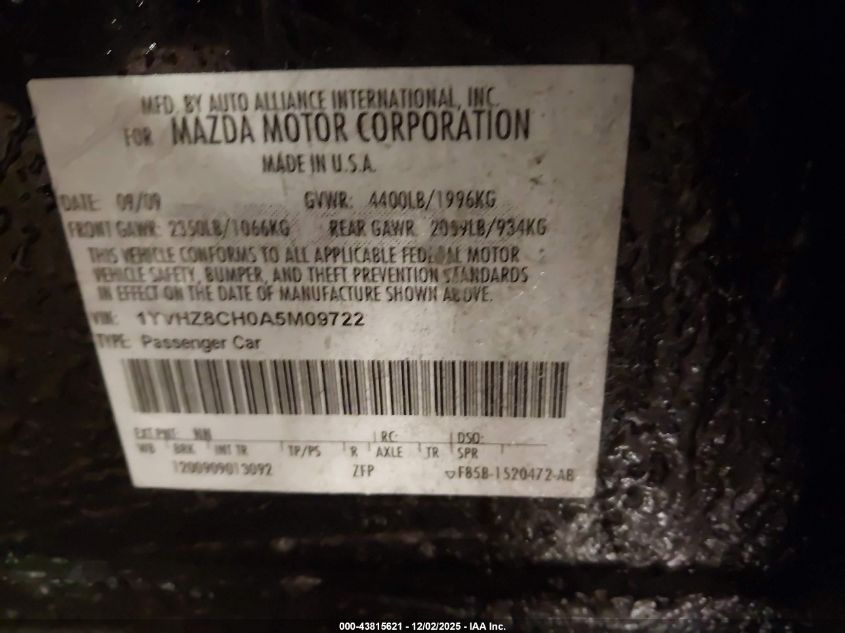 MFD. BY AUTO ALLIANCE INTERNATIONAL, INC.
FOR MAZDA MOTOR CORPORATION
MADE IN U.S.A.
DATE: 09/09 GVWR: 4400LB/1996KG
FRONT GAWR: 2350LB/1066KG REAR GAWR 2059LB/934KG
THIS VEHICLE CONFORMS TO ALL APPLICABLE FEDERAL MOTOR
VEHICLE SAFETY, BUMPER, AND THEFT PREVENTION STANDARDS
IN EFFECT ON THE DATE OF MANUFACTURE SHOWN ABOVE.
VIN: 1YVHZ8CH0A5M09722
TYPE: Passenger Car
EXT PNT: NN RC: DSO:
WB BRK INT TR TP/PS R AXLE TR SPR
1200909013092 ZFP F85B-1520472-AB
000-43815621 - 12/02/2025 - IAA Inc.